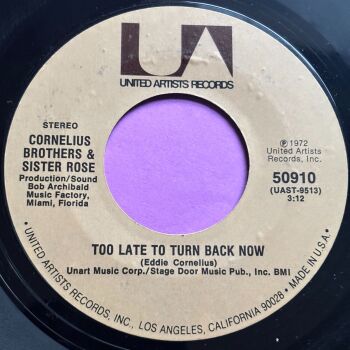 UA
UNITED ARTISTS RECORDS
STEREO
CORNELIUS
BROTHERS &
SISTER ROSE
Production/Sound
Bob Archibald
Music Factory,
Miami, Florida
℗ 1972
United Artists
Records, Inc.
50910
(UAST-9513)
3:12
TOO LATE TO TURN BACK NOW
(Eddie Cornelius)
Unart Music Corp./Stage Door Music Pub., Inc. BMI
• UNITED ARTISTS RECORDS, INC., LOS ANGELES, CALIFORNIA 90028 • MADE IN U.S.A. •